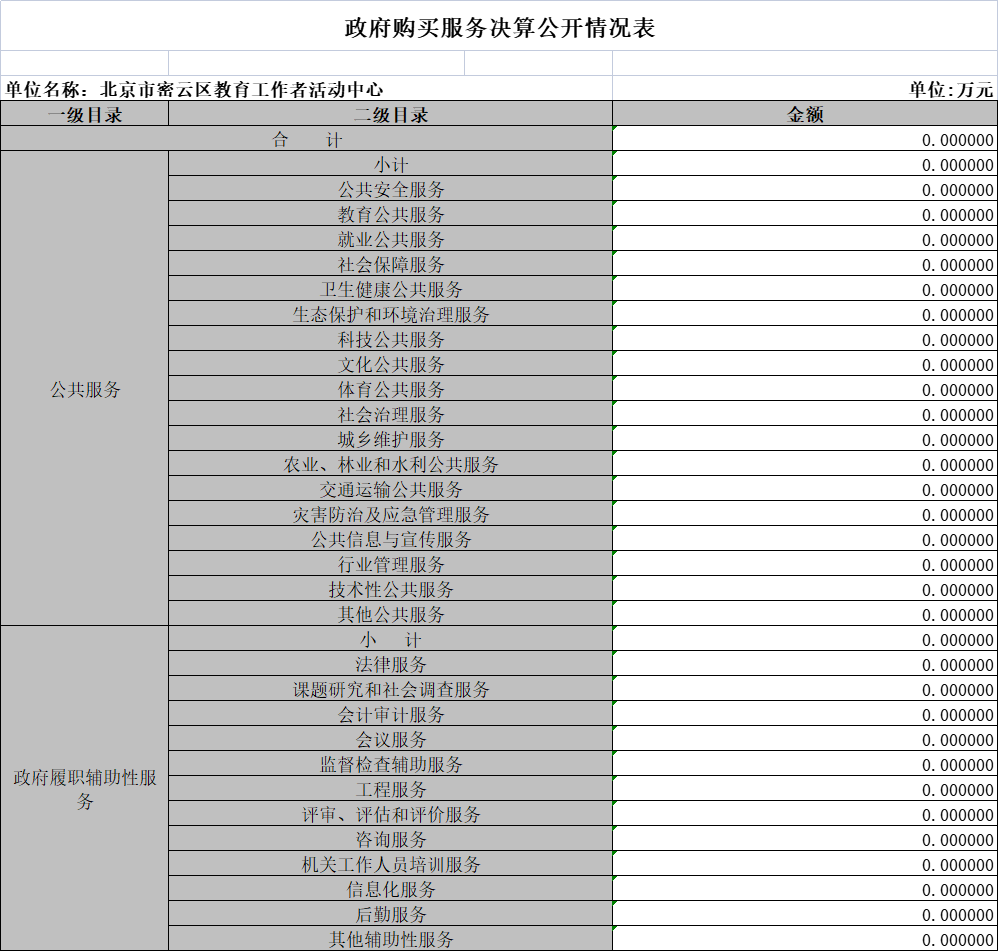 政府购买服务决算公开情况表
单位名称：北京市密云区教育工作者活动中心 单位:万元
一级目录 二级目录 金额
合 计 0.000000
小计 0.000000
公共安全服务 0.000000
教育公共服务 0.000000
就业公共服务 0.000000
社会保障服务 0.000000
卫生健康公共服务 0.000000
生态保护和环境治理服务 0.000000
科技公共服务 0.000000
文化公共服务 0.000000
公共服务 体育公共服务 0.000000
社会治理服务 0.000000
城乡维护服务 0.000000
农业、林业和水利公共服务 0.000000
交通运输公共服务 0.000000
灾害防治及应急管理服务 0.000000
公共信息与宣传服务 0.000000
行业管理服务 0.000000
技术性公共服务 0.000000
其他公共服务 0.000000
小 计 0.000000
法律服务 0.000000
课题研究和社会调查服务 0.000000
会计审计服务 0.000000
会议服务 0.000000
监督检查辅助服务 0.000000
政府履职辅助性服
务
工程服务 0.000000
评审、评估和评价服务 0.000000
咨询服务 0.000000
机关工作人员培训服务 0.000000
信息化服务 0.000000
后勤服务 0.000000
其他辅助性服务 0.000000